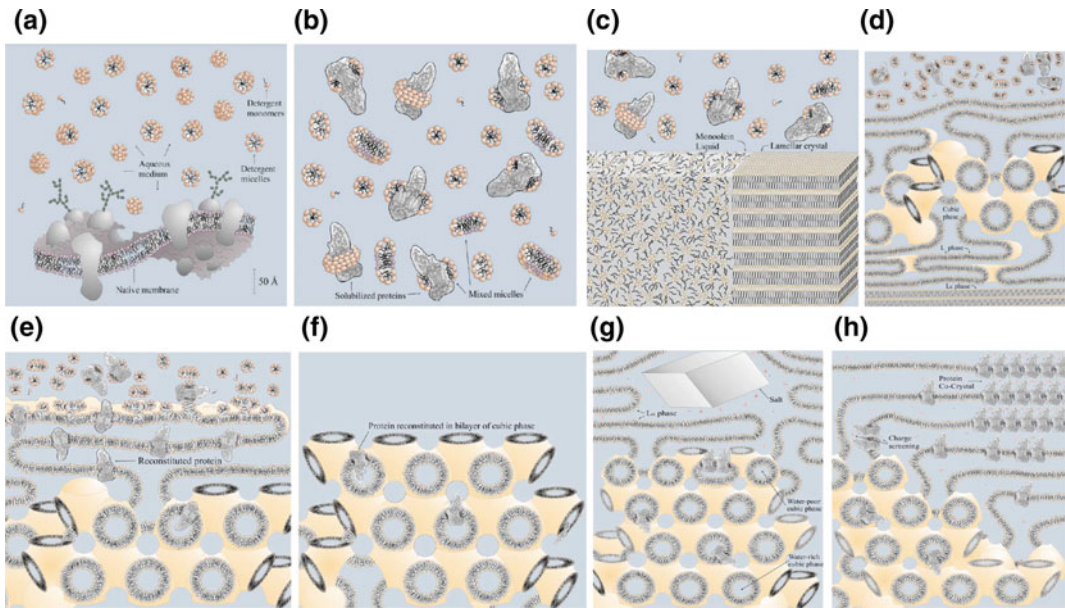 (a)
Detergent
monomers
Aqueous
medium
Detergent
micelles
Native membrane
50 Å
(b)
Solubilized proteins
Mixed micelles
(c)
Monoolein
Liquid
Lamellar crystal
(d)
Cubic
phase
Lα phase
Lc phase
(e)
Reconstituted protein
(f)
Protein reconstituted in bilayer of cubic phase
(g)
Salt
Lα phase
Water-poor
cubic phase
Water-rich
cubic phase
(h)
Protein
Co-Crystal
Charge
screening